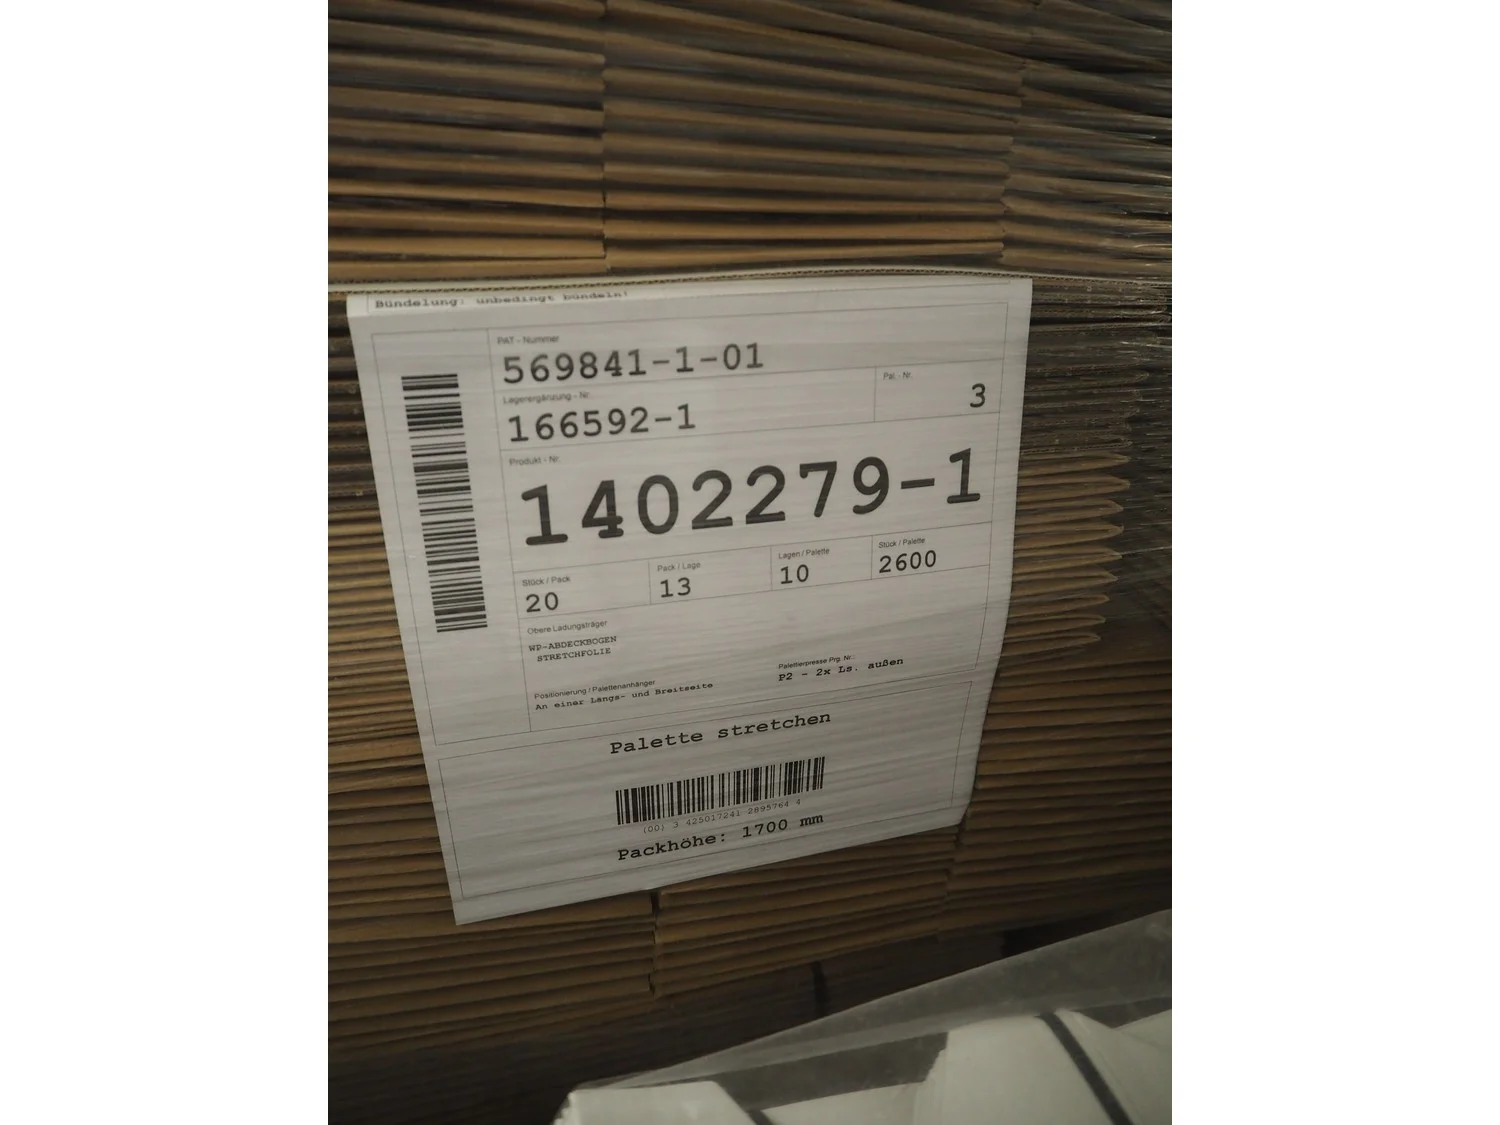 Bündelung: unbedingt bündeln!
PAT - Nummer
569841-1-01
Lagerergänzung - Nr.
166592-1
Pal. - Nr.
3
Produkt - Nr.
1402279-1
Stück / Pack
20
Pack / Lage
13
Lagen / Palette
10
Stück / Palette
2600
Obere Ladungsträger
WP-ABDECKBOGEN
STRETCHFOLIE
Positionierung / Palettenanhänger
An einer Längs- und Breitseite
Palettierpresse Prg. Nr.:
P2 - 2x Ls. außen
Palette stretchen
(00) 3 425017241 2895764 4
Packhöhe: 1700 mm